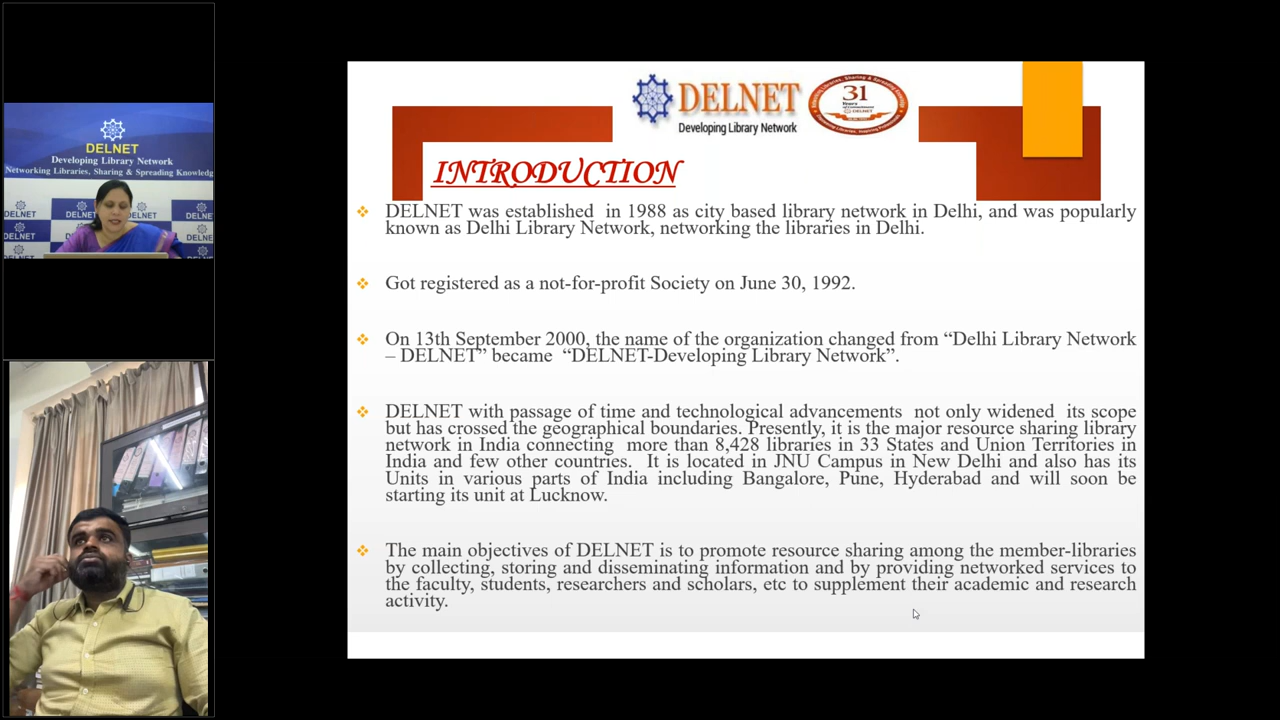 DELNET
Developing Library Network
Networking Libraries, Sharing & Spreading Knowledg
DELNET
DELNET
DELNET
DELNET
DELNET
DELNET
DELNET
Developing Library Network
31
Years
DELNET
INTRODUCTION
DELNET was established in 1988 as city based library network in Delhi, and was popularly
known as Delhi Library Network, networking the libraries in Delhi.
Got registered as a not-for-profit Society on June 30, 1992.
On 13th September 2000, the name of the organization changed from “Delhi Library Network
– DELNET” became “DELNET-Developing Library Network”.
DELNET with passage of time and technological advancements not only widened its scope
but has crossed the geographical boundaries. Presently, it is the major resource sharing library
network in India connecting more than 8,428 libraries in 33 States and Union Territories in
India and few other countries. It is located in JNU Campus in New Delhi and also has its
Units in various parts of India including Bangalore, Pune, Hyderabad and will soon be
starting its unit at Lucknow.
The main objectives of DELNET is to promote resource sharing among the member-libraries
by collecting, storing and disseminating information and by providing networked services to
the faculty, students, researchers and scholars, etc to supplement their academic and research
activity.